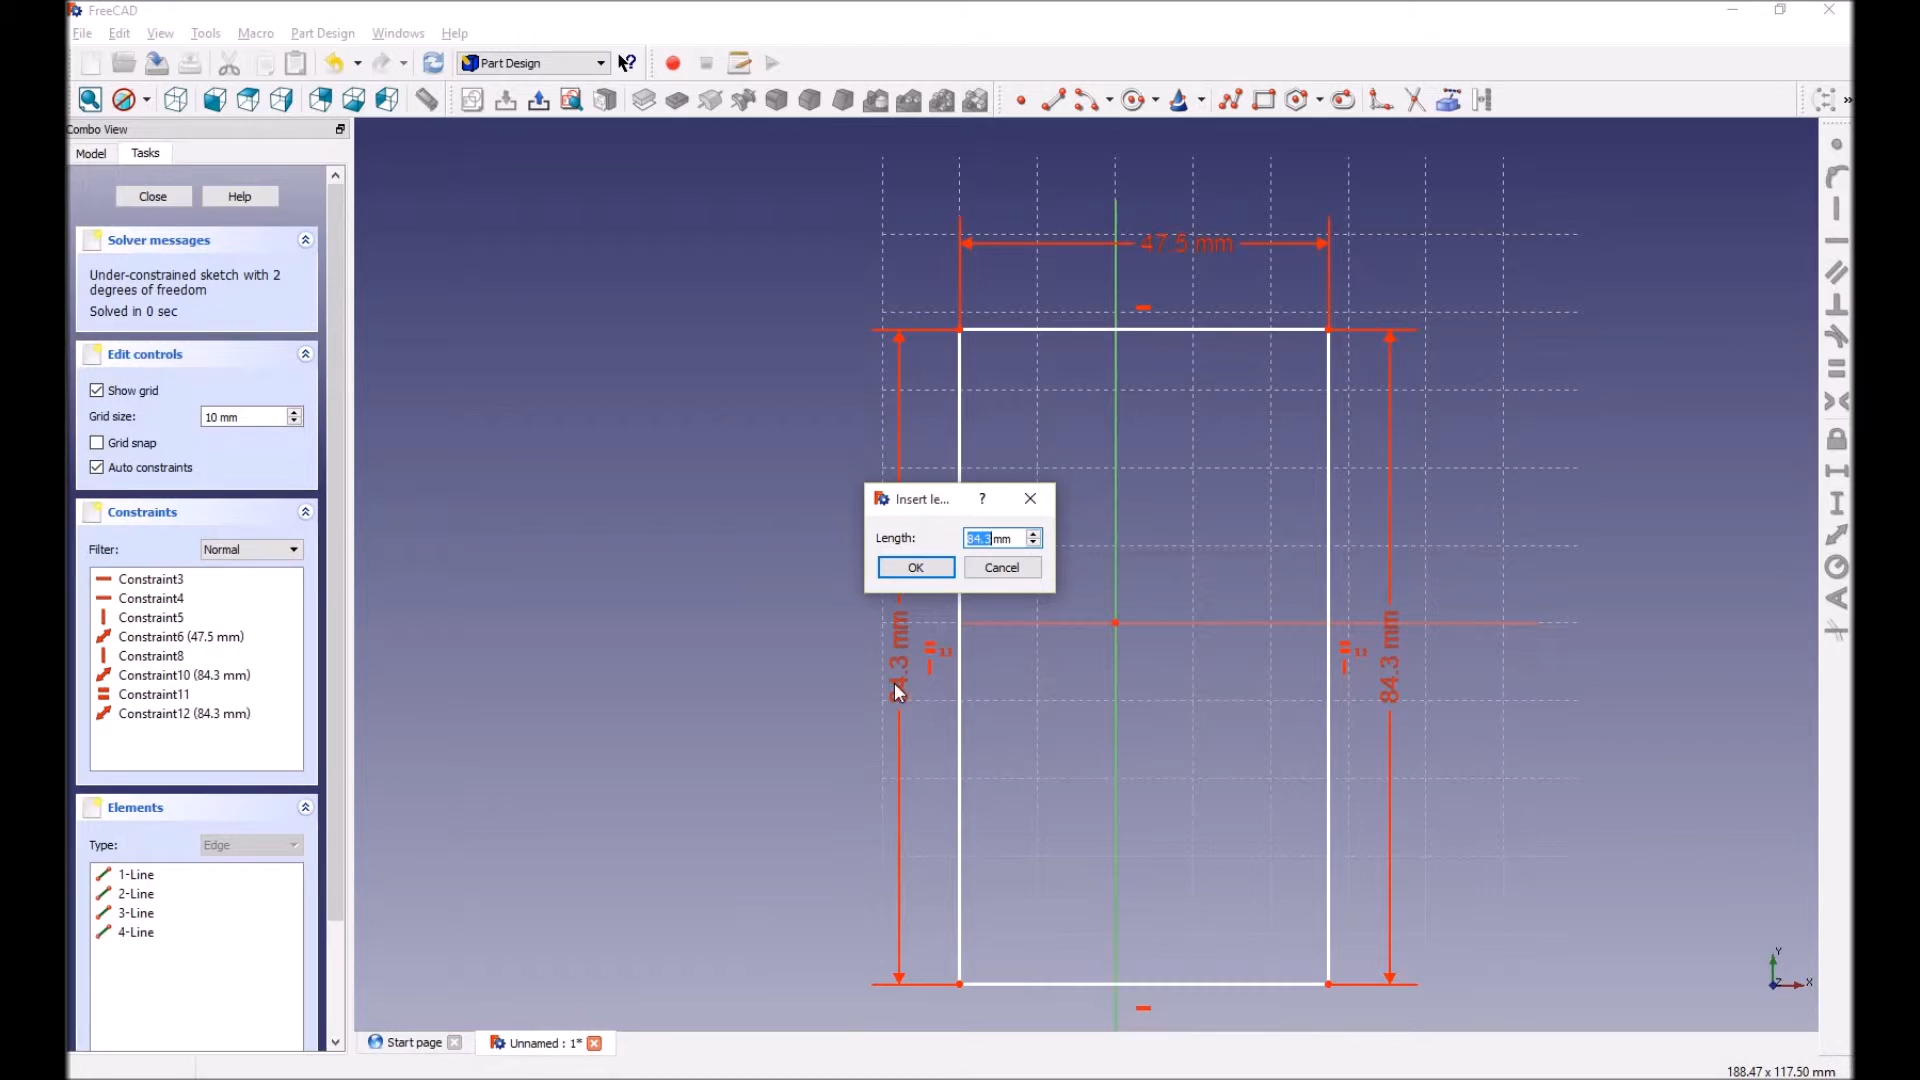 FreeCAD
File Edit View Tools Macro Part Design Windows Help
Part Design
Combo View
Model Tasks
Close Help
Solver messages
Under-constrained sketch with 2
degrees of freedom
Solved in 0 sec
Edit controls
Show grid
Grid size: 10 mm
Grid snap
Auto constraints
Constraints
Filter: Normal
Constraint3
Constraint4
Constraint5
Constraint6 (47.5 mm)
Constraint8
Constraint10 (84.3 mm)
Constraint11
Constraint12 (84.3 mm)
Elements
Type: Edge
1-Line
2-Line
3-Line
4-Line
47.5 mm
Insert le... ?
Length: 84.3 mm
OK Cancel
84.3 mm
84.3 mm
Y
Z X
Start page Unnamed : 1*
188.47 x 117.50 mm